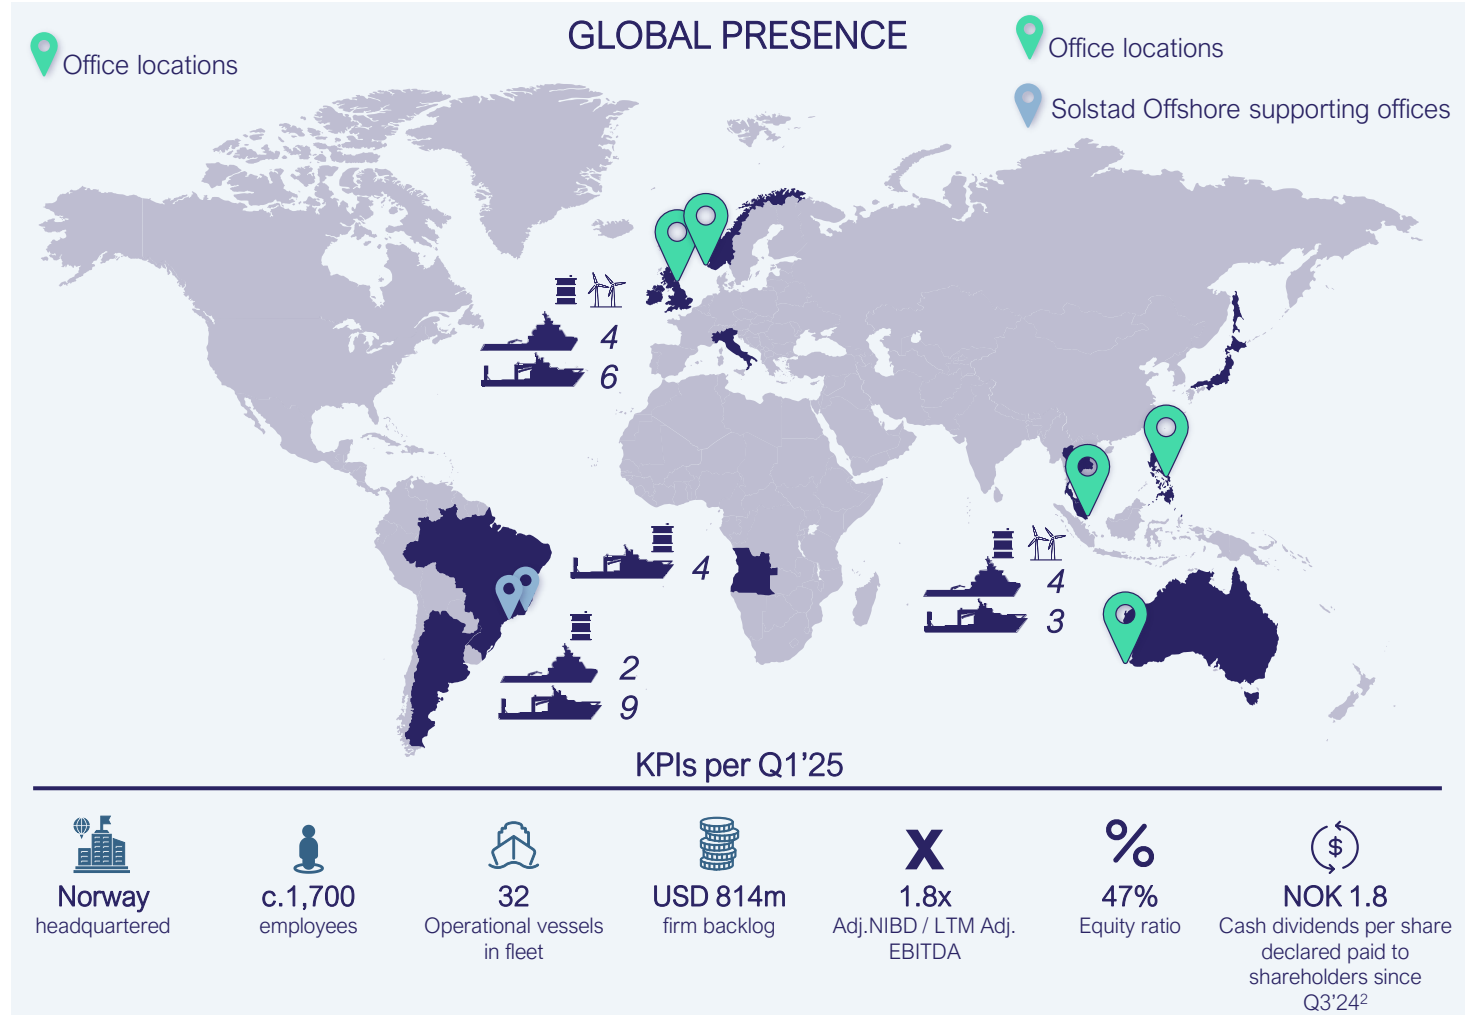 GLOBAL PRESENCE
Office locations
Office locations
Solstad Offshore supporting offices
4
6
4
4
3
2
9
KPIs per Q1'25
Norway
headquartered
c.1,700
employees
32
Operational vessels
in fleet
USD 814m
firm backlog
X
1.8x
Adj.NIBD / LTM Adj.
EBITDA
%
47%
Equity ratio
$
NOK 1.8
Cash dividends per share
declared paid to
shareholders since
Q3'24²